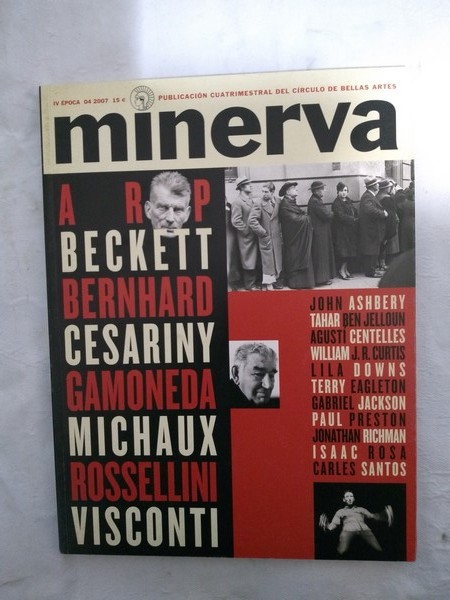 IV ÉPOCA 04 2007 15 € PUBLICACIÓN CUATRIMESTRAL DEL CÍRCULO DE BELLAS ARTES
minerva
ARP
BECKETT
BERNHARD
CESARINY
GAMONEDA
MICHAUX
ROSSELLINI
VISCONTI
JOHN ASHBERY
TAHAR BEN JELLOUN
AGUSTÍ CENTELLES
WILLIAM J. R. CURTIS
LILA DOWNS
TERRY EAGLETON
GABRIEL JACKSON
PAUL PRESTON
JONATHAN RICHMAN
ISAAC ROSA
CARLES SANTOS